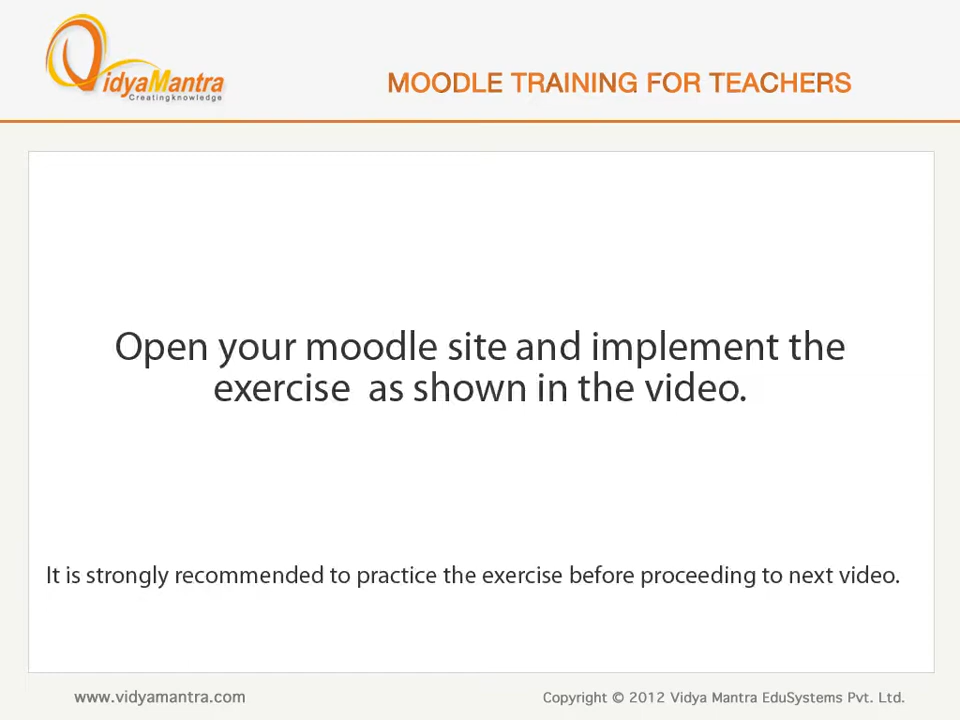 VidyaMantra
Creatingknowledge
MOODLE TRAINING FOR TEACHERS
Open your moodle site and implement the
exercise as shown in the video.
It is strongly recommended to practice the exercise before proceeding to next video.
www.vidyamantra.com
Copyright © 2012 Vidya Mantra EduSystems Pvt. Ltd.